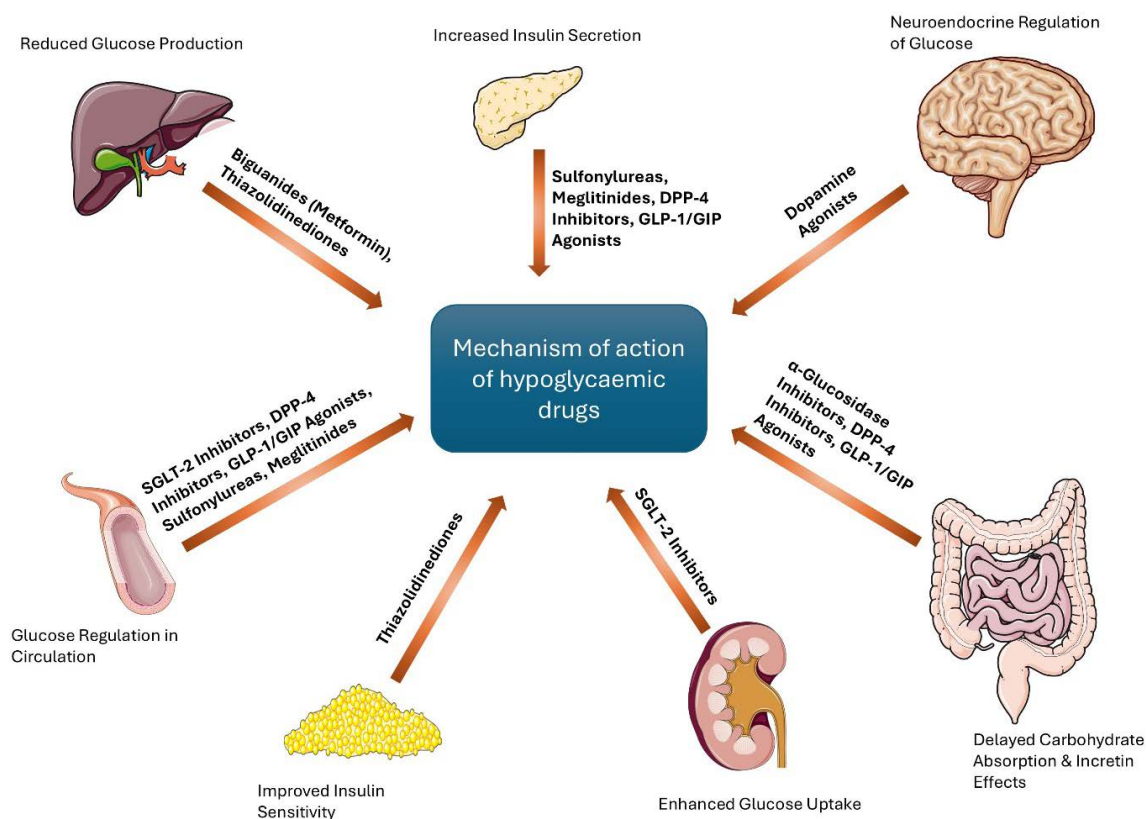 Reduced Glucose Production
Increased Insulin Secretion
Neuroendocrine Regulation
of Glucose
Biguanides (Metformin),
Thiazolidinediones
Sulfonylureas,
Meglitinides, DPP-4
Inhibitors, GLP-1/GIP
Agonists
Dopamine
Agonists
Mechanism of action
of hypoglycaemic
drugs
SGLT-2 Inhibitors, DPP-4
Inhibitors, GLP-1/GIP Agonists,
Sulfonylureas, Meglitinides
α-Glucosidase
Inhibitors, DPP-4
Inhibitors, GLP-1/GIP
Agonists
Thiazolidinediones
SGLT-2 Inhibitors
Glucose Regulation in
Circulation
Improved Insulin
Sensitivity
Enhanced Glucose Uptake
Delayed Carbohydrate
Absorption & Incretin
Effects